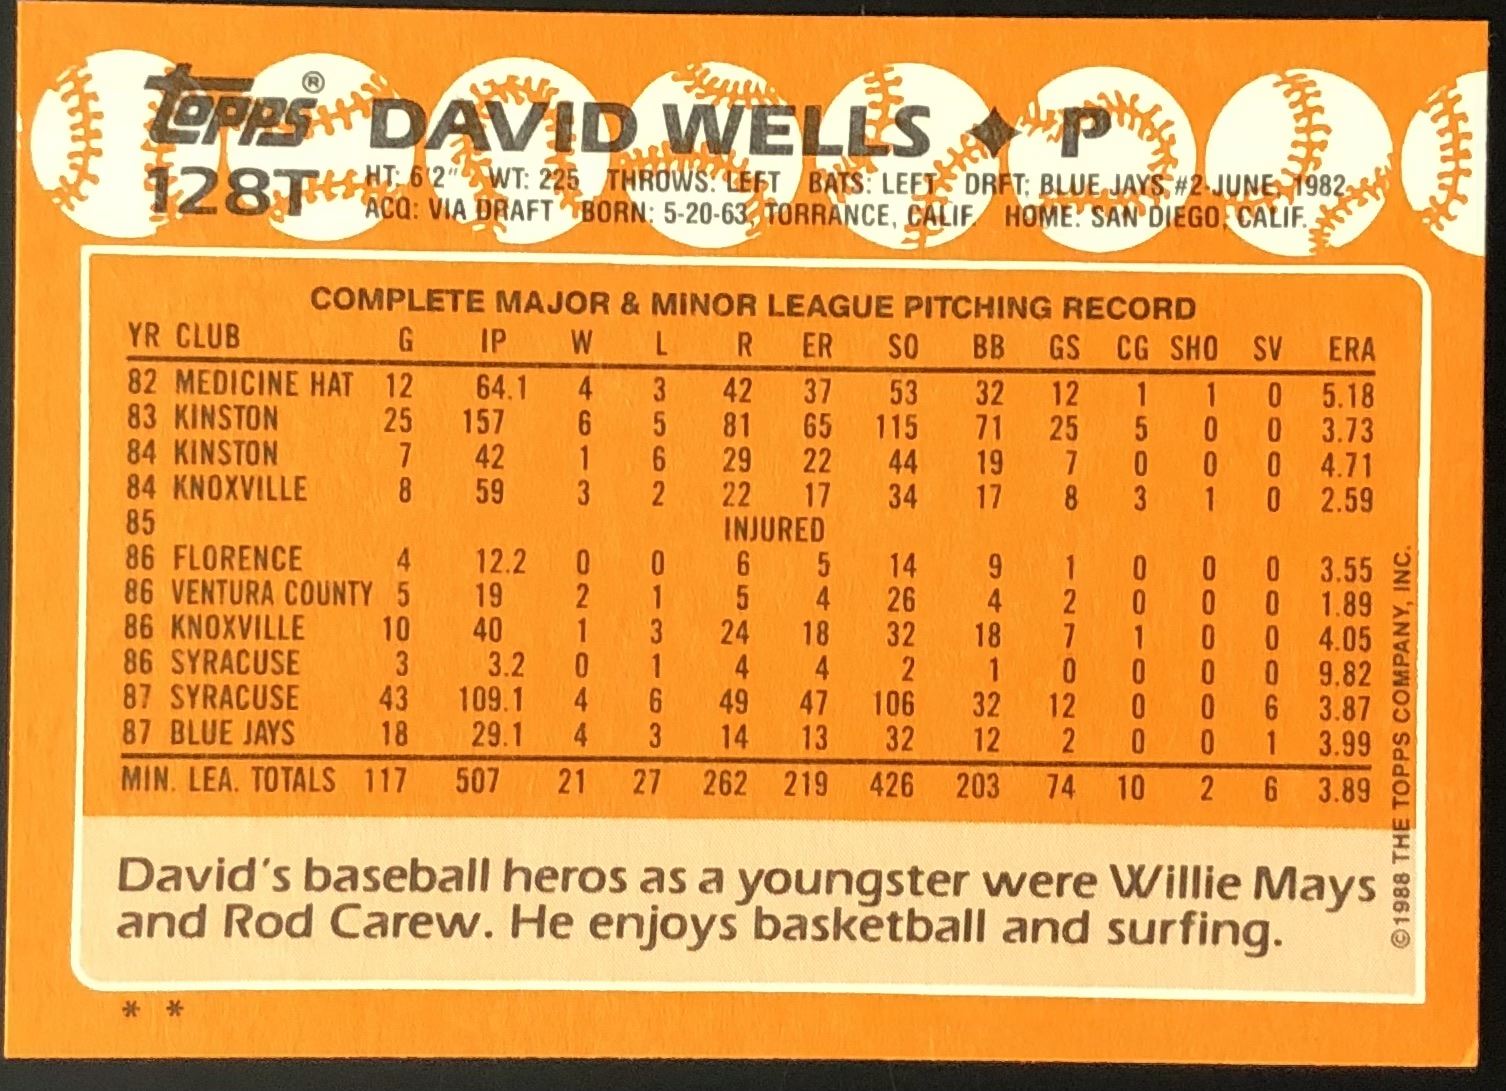 topps® DAVID WELLS ♦ P
128T HT: 6'2" WT: 225 THROWS: LEFT BATS: LEFT DRFT: BLUE JAYS #2-JUNE, 1982
ACQ: VIA DRAFT BORN: 5-20-63, TORRANCE, CALIF. HOME: SAN DIEGO, CALIF.
COMPLETE MAJOR & MINOR LEAGUE PITCHING RECORD
YR CLUB G IP W L R ER SO BB GS CG SHO SV ERA
82 MEDICINE HAT 12 64.1 4 3 42 37 53 32 12 1 1 0 5.18
83 KINSTON 25 157 6 5 81 65 115 71 25 5 0 0 3.73
84 KINSTON 7 42 1 6 29 22 44 19 7 0 0 0 4.71
84 KNOXVILLE 8 59 3 2 22 17 34 17 8 3 1 0 2.59
85 INJURED
86 FLORENCE 4 12.2 0 0 6 5 14 9 1 0 0 0 3.55
86 VENTURA COUNTY 5 19 2 1 5 4 26 4 2 0 0 0 1.89
86 KNOXVILLE 10 40 1 3 24 18 32 18 7 1 0 0 4.05
86 SYRACUSE 3 3.2 0 1 4 4 2 1 0 0 0 0 9.82
87 SYRACUSE 43 109.1 4 6 49 47 106 32 12 0 0 6 3.87
87 BLUE JAYS 18 29.1 4 3 14 13 32 12 2 0 0 1 3.99
MIN. LEA. TOTALS 117 507 21 27 262 219 426 203 74 10 2 6 3.89
David's baseball heros as a youngster were Willie Mays
and Rod Carew. He enjoys basketball and surfing.
©1988 THE TOPPS COMPANY, INC.
* *